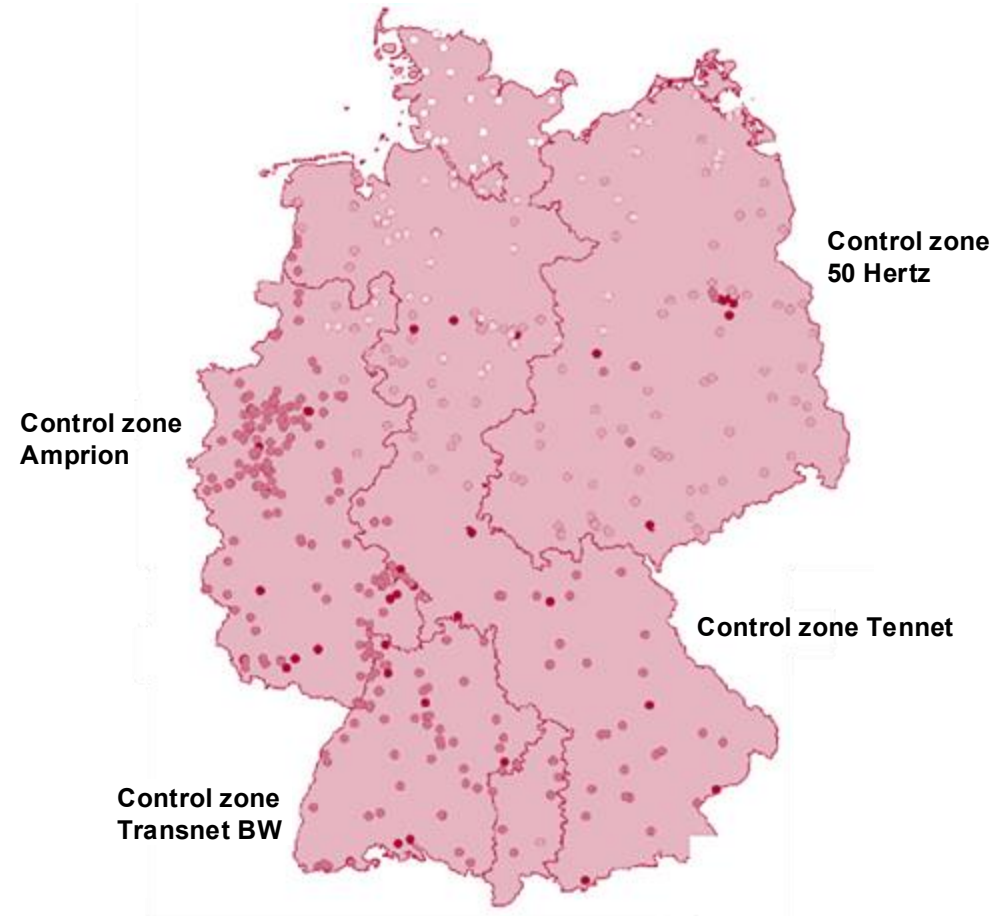 Control zone
50 Hertz
Control zone
Amprion
Control zone Tennet
Control zone
Transnet BW